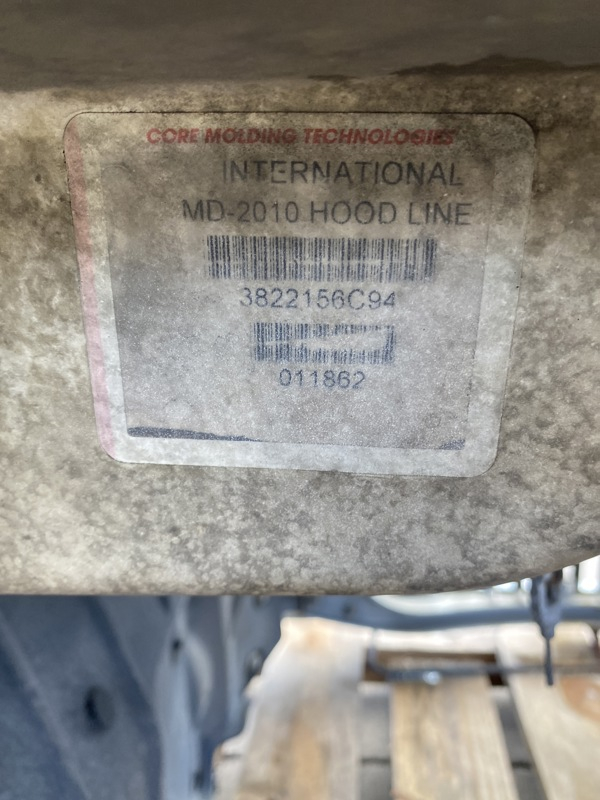 CORE MOLDING TECHNOLOGIES
INTERNATIONAL
MD-2010 HOOD LINE
3822156C94
011862